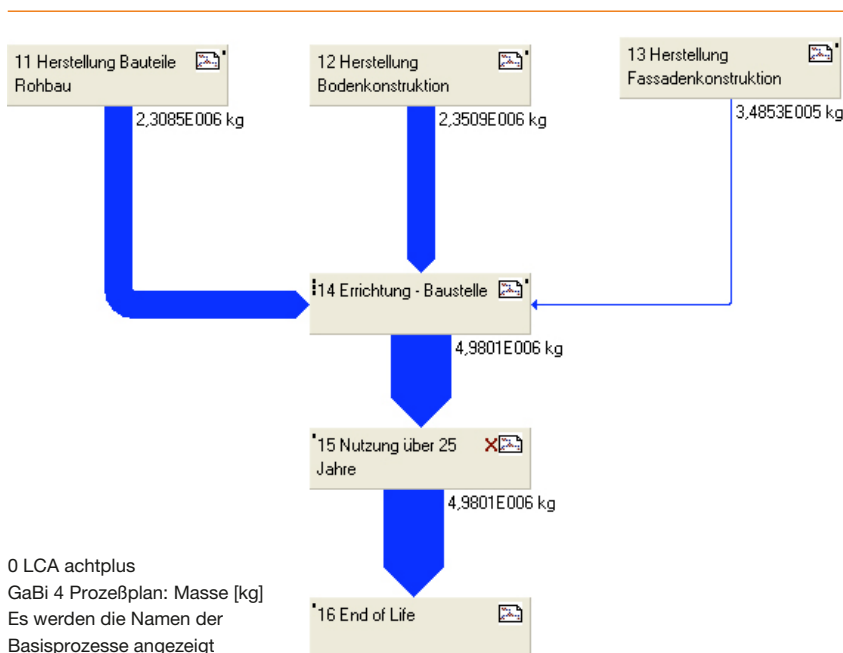 11 Herstellung Bauteile
Rohbau
12 Herstellung
Bodenkonstruktion
13 Herstellung
Fassadenkonstruktion
2,3085E006 kg
2,3509E006 kg
3,4853E005 kg
14 Errichtung - Baustelle
4,9801E006 kg
15 Nutzung über 25
Jahre
4,9801E006 kg
16 End of Life
0 LCA achtplus
GaBi 4 Prozeßplan: Masse [kg]
Es werden die Namen der
Basisprozesse angezeigt